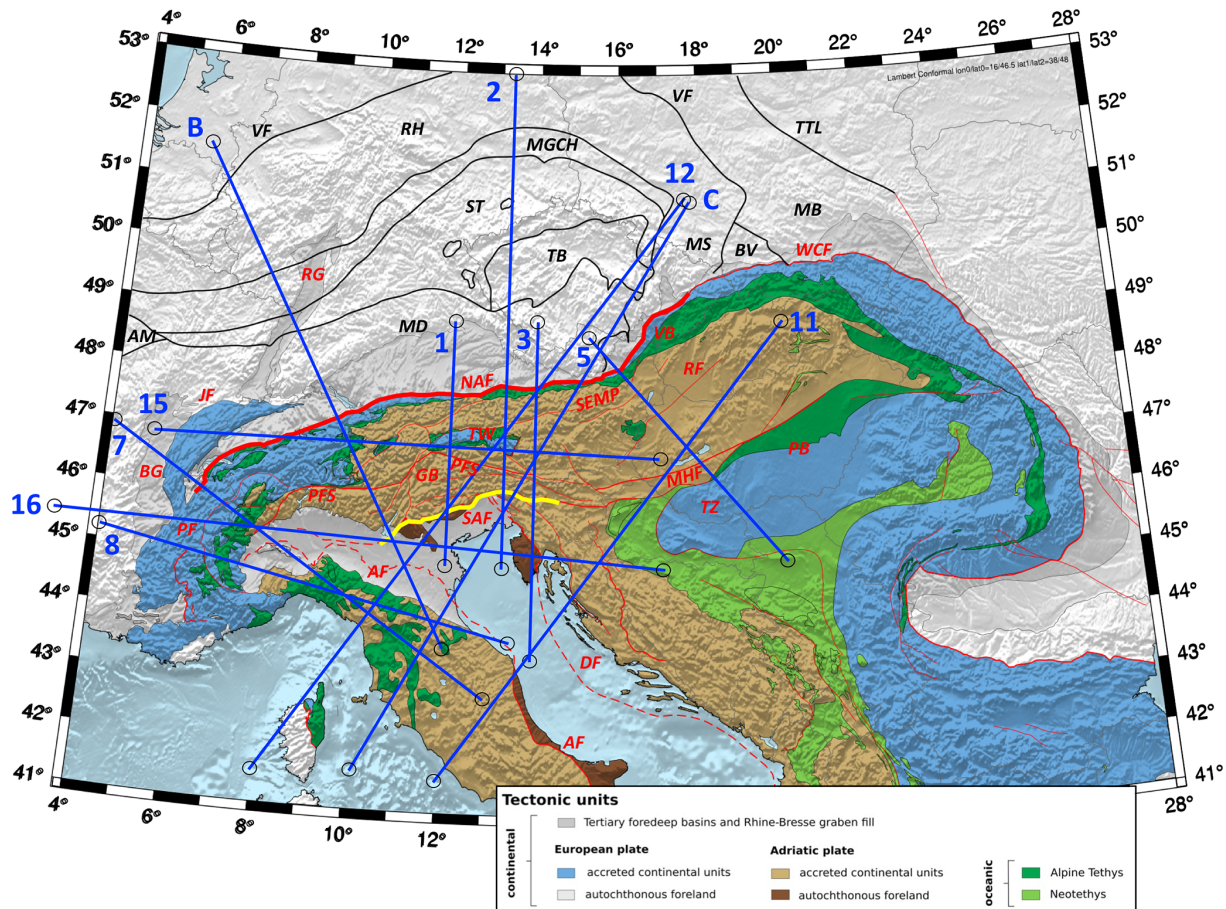 4° 6° 8° 10° 12° 14° 16° 18° 20° 22° 24° 26° 28°
53° 53°
Lambert Conformal lon0/lat0=16/46.5 lat1/lat2=38/48
2
VF
52° 52°
B
VF
RH
TTL
MGCH
51° 51°
12
C
ST
MB
50° 50°
MS
BV
WCF
TB
RG
49° 49°
AM
MD
1
3
5
VB
11
48° 48°
RF
NAF
SEMP
JF
47° 47°
15
7
TW
PB
BG
GB
PFS
MHF
46° 46°
PFS
16
TZ
SAF
PF
45° 45°
8
AF
*
44° 44°
DF
43° 43°
42° 42°
AF
41° 41°
4° 6° 8° 10° 12° 28°
Tectonic units
continental
Tertiary foredeep basins and Rhine-Bresse graben fill
European plate
accreted continental units
autochthonous foreland
Adriatic plate
accreted continental units
autochthonous foreland
oceanic
Alpine Tethys
Neotethys